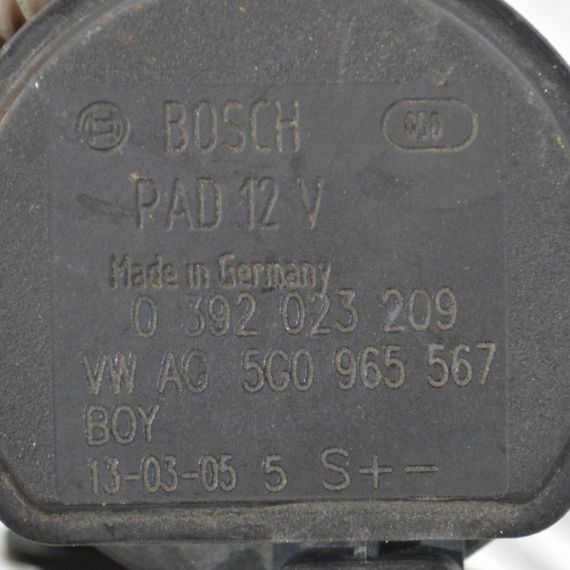 BOSCH 050
PAD 12 V
Made in Germany
0 392 023 209
VW AG 5G0 965 567
BOY
13-03-05 5 S+-